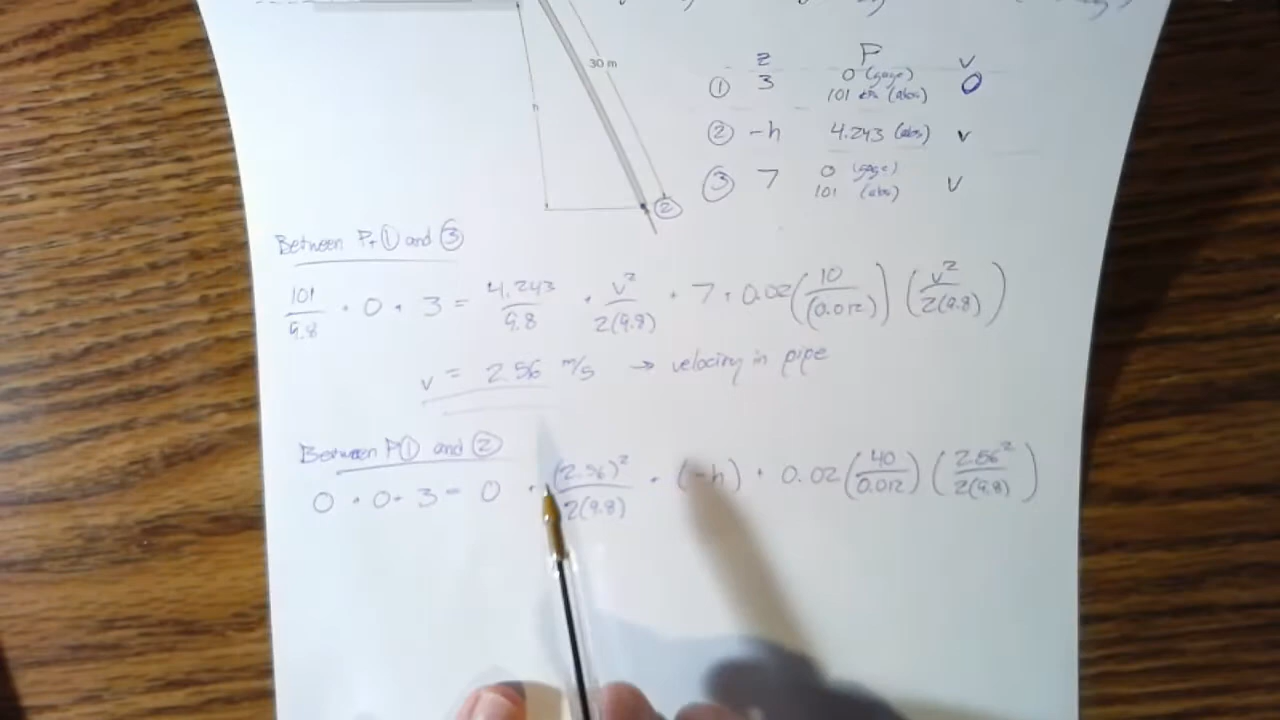 30 m
h
z P v
① 3 0 (gage) 0
101 (abs)
② -h 4.243 (abs) v
③ 7 0 (gage) v
101 (abs)
②
Between Pt ① and ③
101/9.8 + 0 + 3 = 4.243/9.8 + v²/2(9.8) + 7 + 0.02 (10/(0.012)) (v²/2(9.8))
v = 2.56 m/s → velocity in pipe
Between P① and ②
0 + 0 + 3 = 0 + (2.56)²/2(9.8) + (-h) + 0.02 (40/0.012) (2.56²/2(9.8))